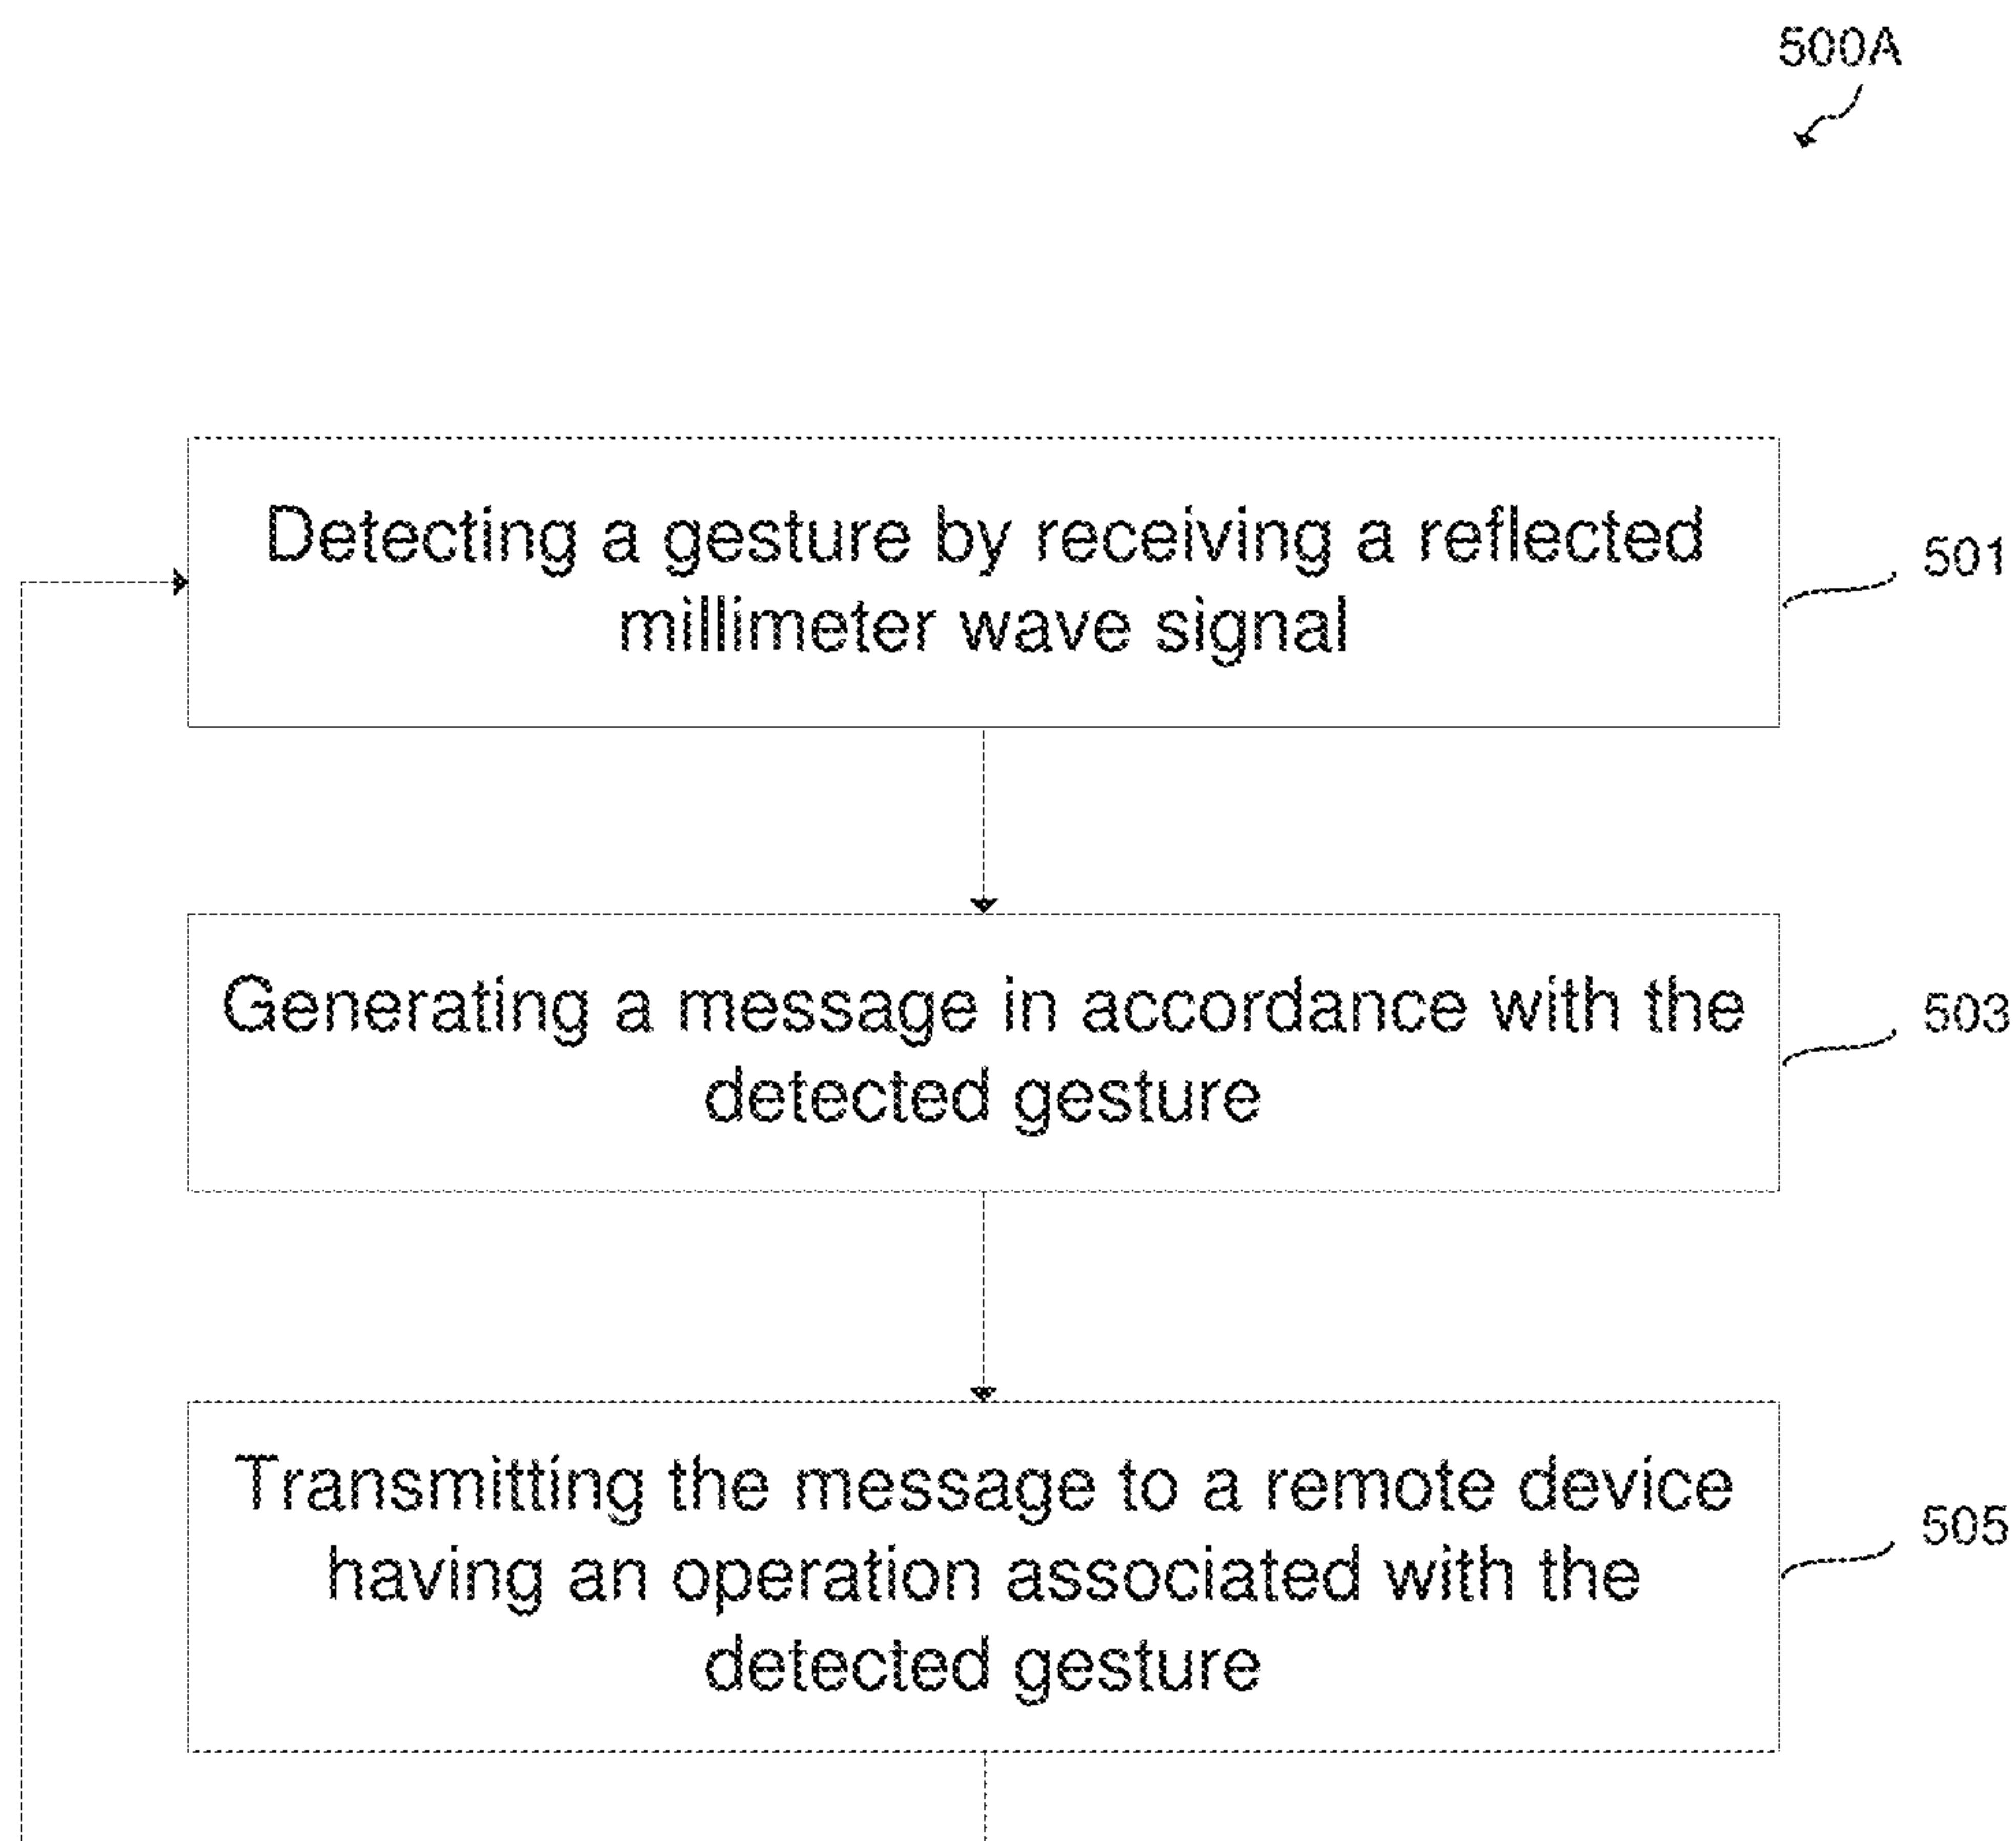 500A
Detecting a gesture by receiving a reflected
millimeter wave signal
501
Generating a message in accordance with the
detected gesture
503
Transmitting the message to a remote device
having an operation associated with the
detected gesture
505